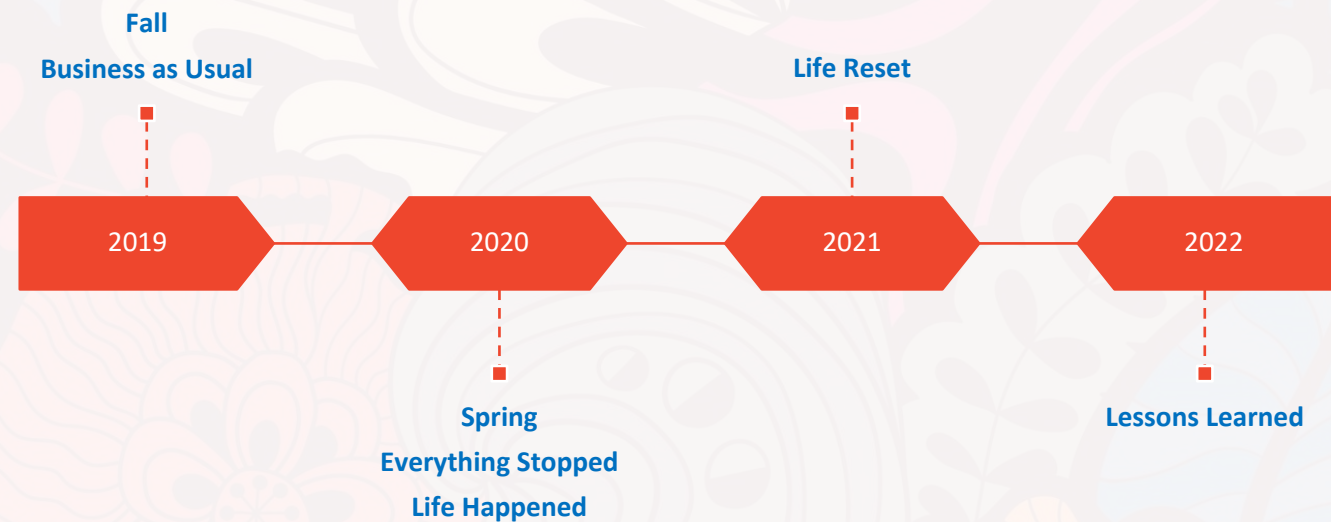 Fall
Business as Usual
Life Reset
2019
2020
2021
2022
Spring
Everything Stopped
Life Happened
Lessons Learned